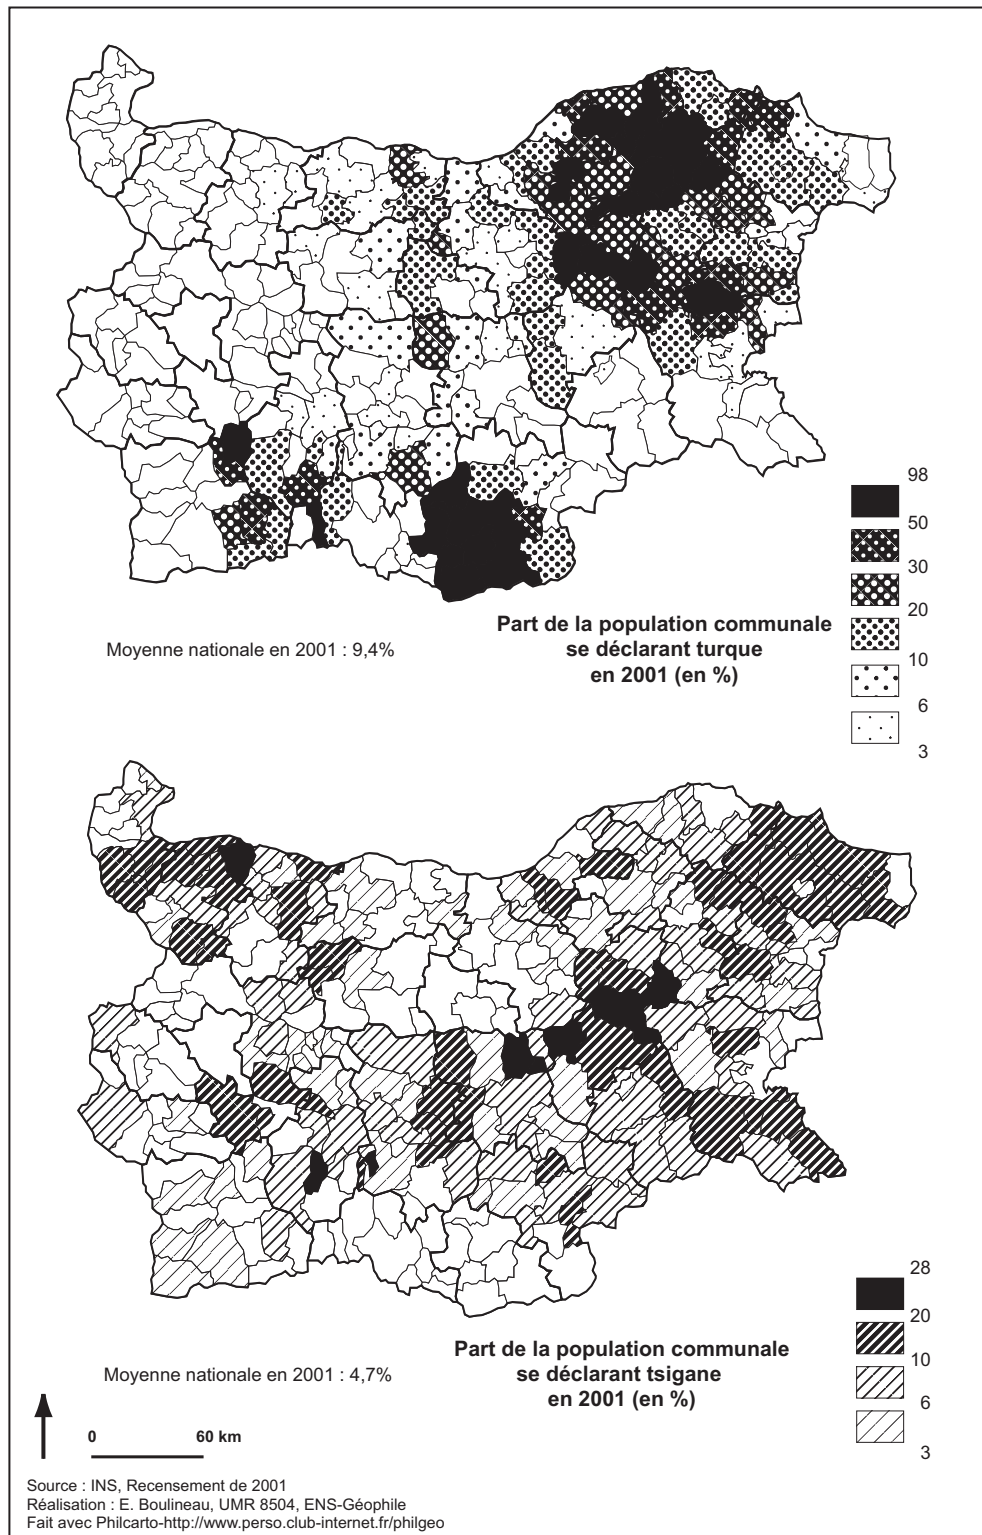 98
50
30
20
10
6
3
Part de la population communale
se déclarant turque
en 2001 (en %)
Moyenne nationale en 2001 : 9,4%
28
20
10
6
3
Part de la population communale
se déclarant tsigane
en 2001 (en %)
Moyenne nationale en 2001 : 4,7%
0 60 km
Source : INS, Recensement de 2001
Réalisation : E. Boulineau, UMR 8504, ENS-Géophile
Fait avec Philcarto-http://www.perso.club-internet.fr/philgeo